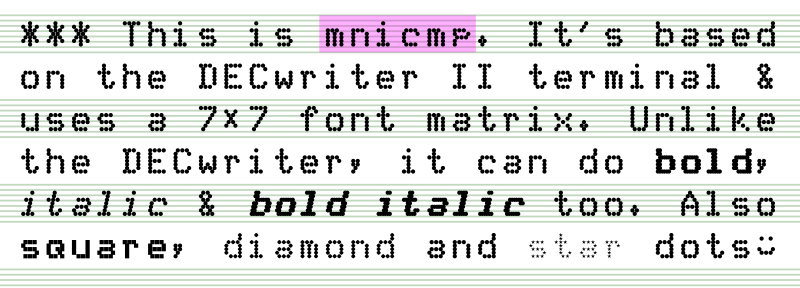 *** This is mnicmp. It's based
on the DECwriter II terminal &
uses a 7x7 font matrix. Unlike
the DECwriter, it can do bold,
italic & bold italic too. Also
square, diamond and star dots :)